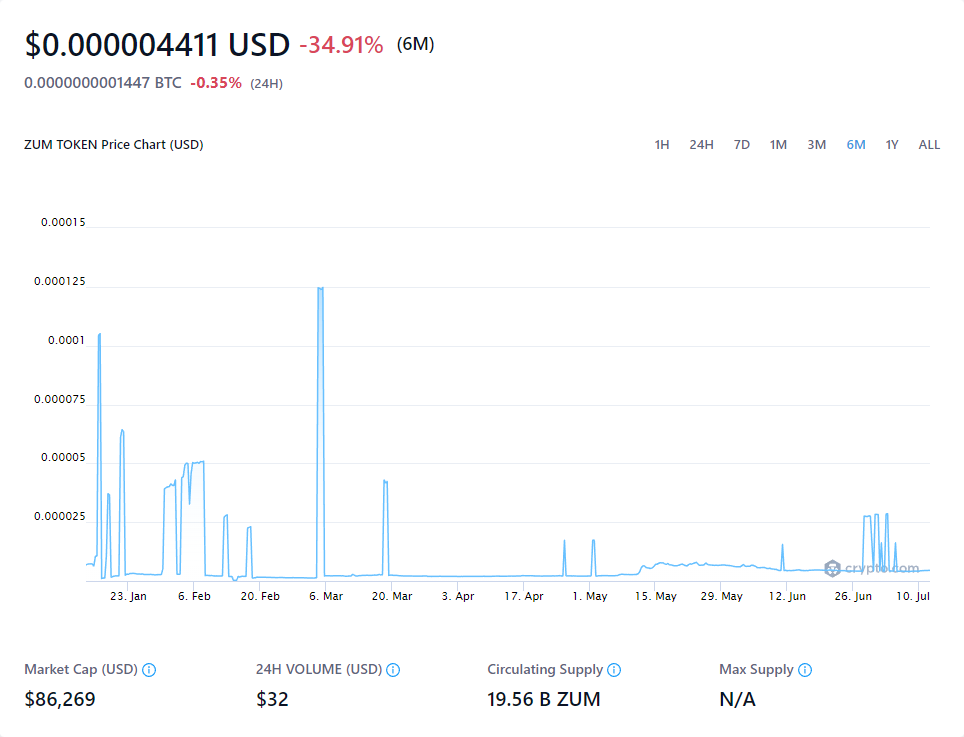 $0.000004411 USD -34.91% (6M)
0.0000000001447 BTC -0.35% (24H)
ZUM TOKEN Price Chart (USD) 1H 24H 7D 1M 3M 6M 1Y ALL
0.00015
0.000125
0.0001
0.000075
0.00005
0.000025
crypto.com
23. Jan 6. Feb 20. Feb 6. Mar 20. Mar 3. Apr 17. Apr 1. May 15. May 29. May 12. Jun 26. Jun 10. Jul
Market Cap (USD) 24H VOLUME (USD) Circulating Supply Max Supply
$86,269 $32 19.56 B ZUM N/A